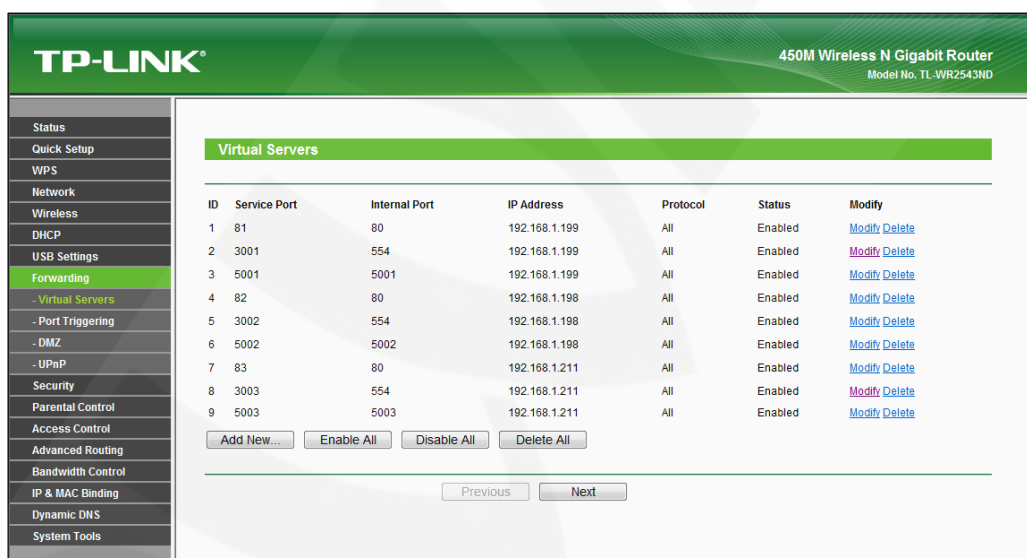 TP-LINK®
450M Wireless N Gigabit Router
Model No. TL-WR2543ND
Status
Quick Setup
WPS
Network
Wireless
DHCP
USB Settings
Forwarding
- Virtual Servers
- Port Triggering
- DMZ
- UPnP
Security
Parental Control
Access Control
Advanced Routing
Bandwidth Control
IP & MAC Binding
Dynamic DNS
System Tools
Virtual Servers
ID Service Port Internal Port IP Address Protocol Status Modify
1 81 80 192.168.1.199 All Enabled Modify Delete
2 3001 554 192.168.1.199 All Enabled Modify Delete
3 5001 5001 192.168.1.199 All Enabled Modify Delete
4 82 80 192.168.1.198 All Enabled Modify Delete
5 3002 554 192.168.1.198 All Enabled Modify Delete
6 5002 5002 192.168.1.198 All Enabled Modify Delete
7 83 80 192.168.1.211 All Enabled Modify Delete
8 3003 554 192.168.1.211 All Enabled Modify Delete
9 5003 5003 192.168.1.211 All Enabled Modify Delete
Add New... Enable All Disable All Delete All
Previous Next